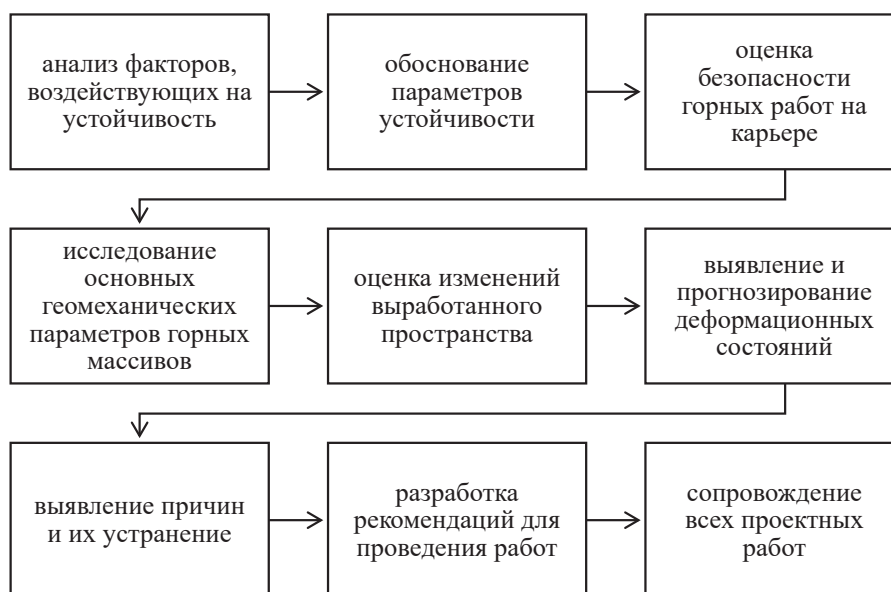 анализ факторов,
воздействующих на
устойчивость
обоснование
параметров
устойчивости
оценка
безопасности
горных работ на
карьере
исследование
основных
геомеханических
параметров горных
массивов
оценка изменений
выработанного
пространства
выявление и
прогнозирование
деформационных
состояний
выявление причин
и их устранение
разработка
рекомендаций для
проведения работ
сопровождение
всех проектных
работ